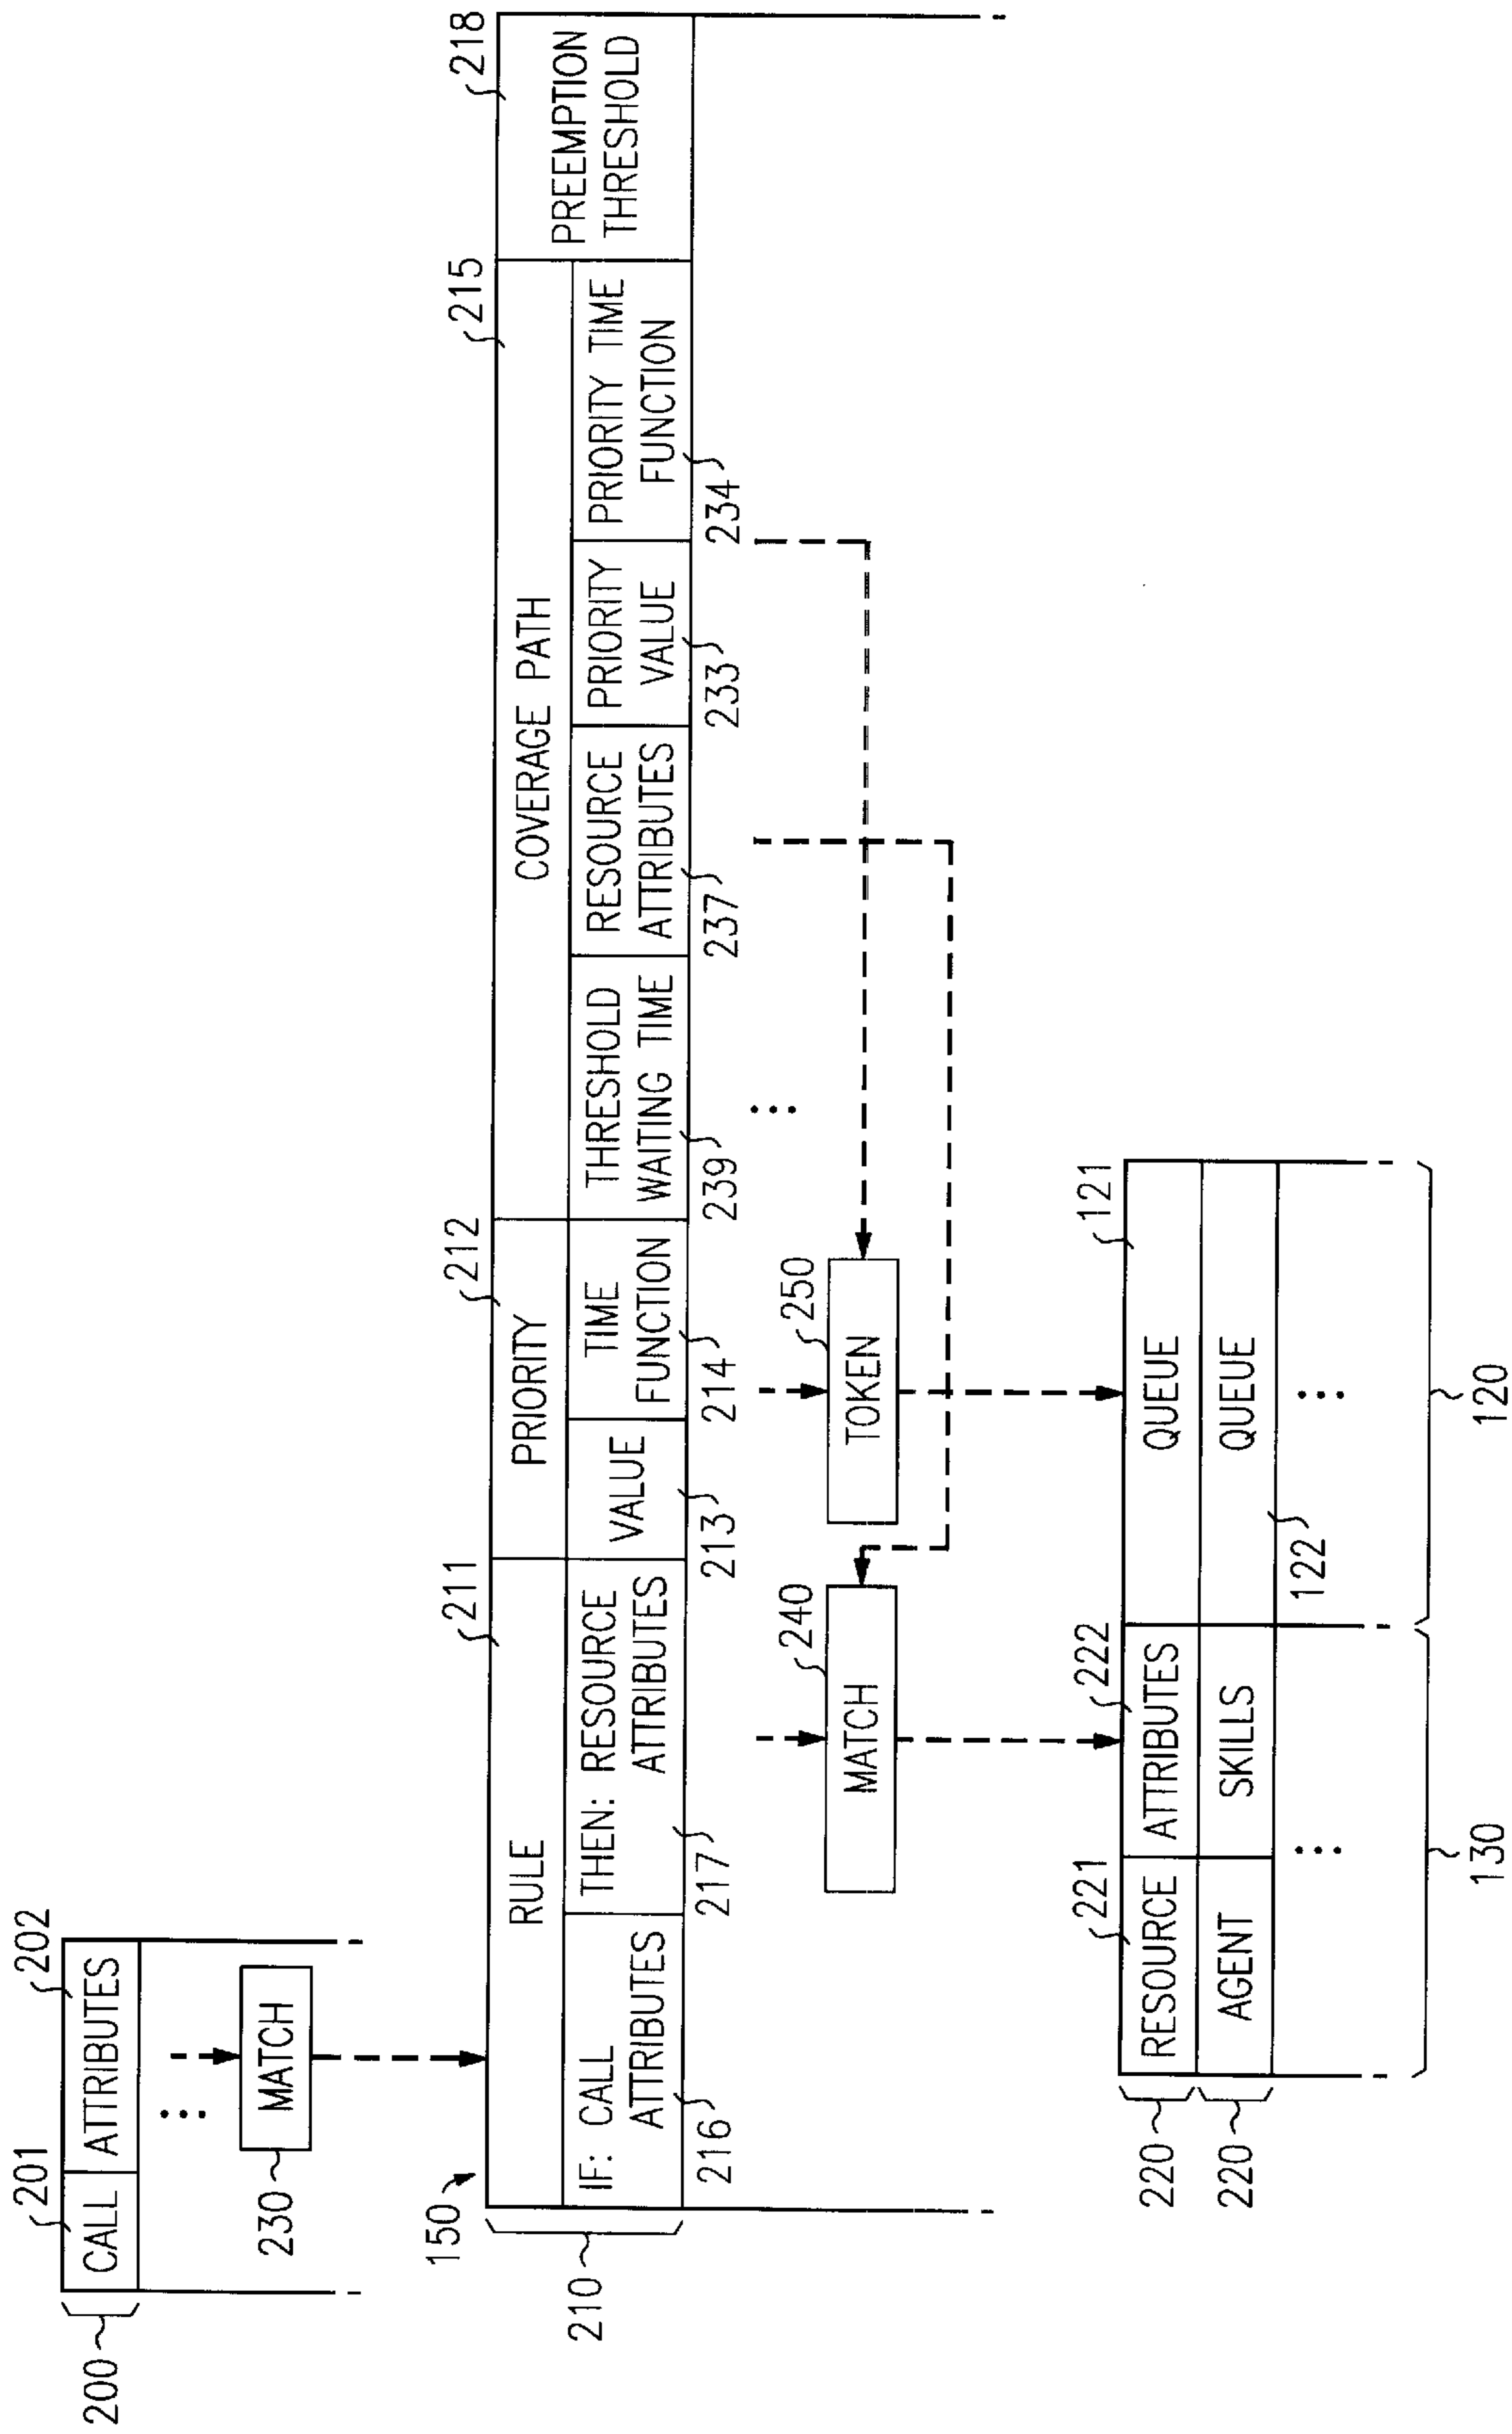 201
202
200
CALL
ATTRIBUTES
⋮
230
MATCH
150
211
212
215
218
210
RULE
PRIORITY
COVERAGE PATH
PREEMPTION
THRESHOLD
IF: CALL
ATTRIBUTES
THEN: RESOURCE
ATTRIBUTES
VALUE
TIME
FUNCTION
THRESHOLD
WAITING TIME
RESOURCE
ATTRIBUTES
PRIORITY
VALUE
PRIORITY TIME
FUNCTION
216
217
213
214
239
237
233
234
⋮
240
MATCH
250
TOKEN
221
222
121
220
RESOURCE
ATTRIBUTES
QUEUE
220
AGENT
SKILLS
QUEUE
122
⋮
⋮
130
120